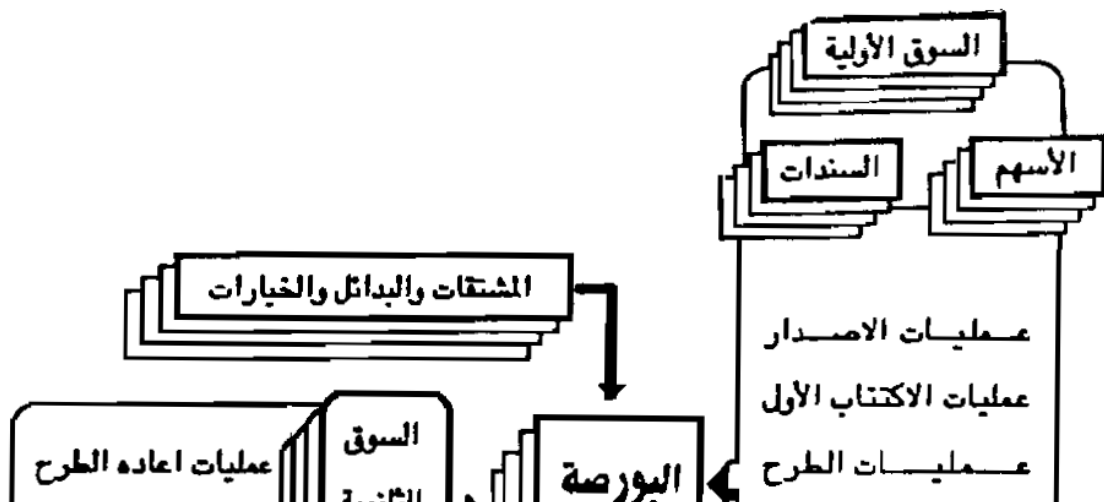 السوق الأولية
الأسهم
السندات
المشتقات والبدائل والخيارات
عمليات الاصدار
عمليات الاكتتاب الأول
عمليات الطرح
البورصة
السوق
عمليات اعاده الطرح